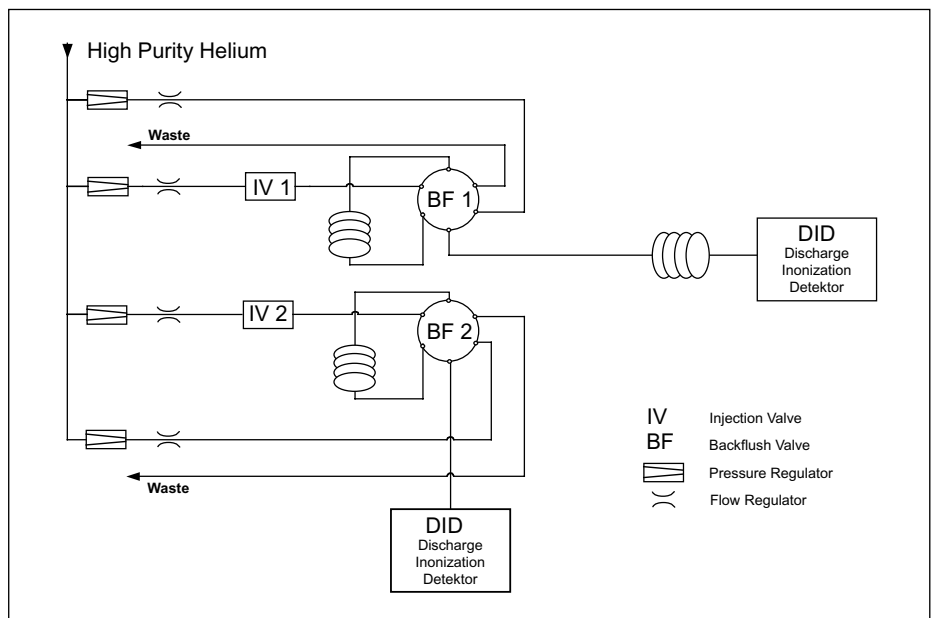 High Purity Helium
Waste
IV 1
BF 1
DID
Discharge
Inonization
Detektor
IV 2
BF 2
Waste
DID
Discharge
Inonization
Detektor
IV Injection Valve
BF Backflush Valve
Pressure Regulator
Flow Regulator